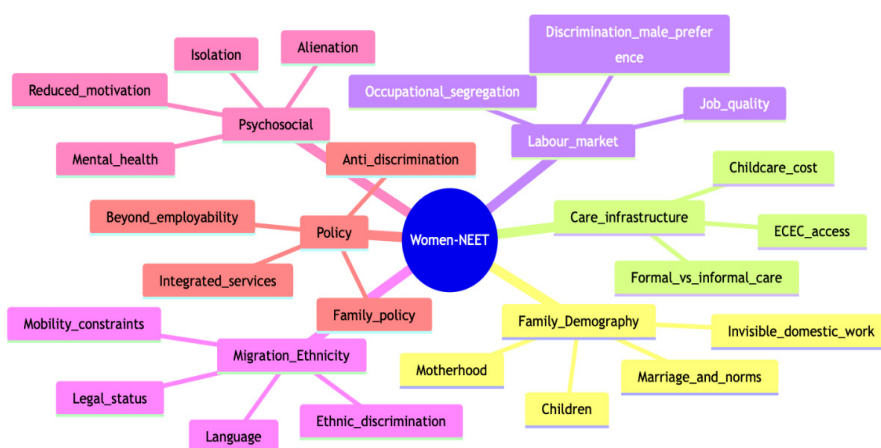 Discrimination_male_prefer
ence
Isolation
Alienation
Reduced_motivation
Occupational_segregation
Job_quality
Psychosocial
Labour_market
Mental_health
Anti_discrimination
Childcare_cost
Beyond_employability
Care_infrastructure
Policy
Women-NEET
ECEC_access
Integrated_services
Formal_vs_informal_care
Family_policy
Family_Demography
Mobility_constraints
Invisible_domestic_work
Migration_Ethnicity
Motherhood
Marriage_and_norms
Legal_status
Children
Ethnic_discrimination
Language